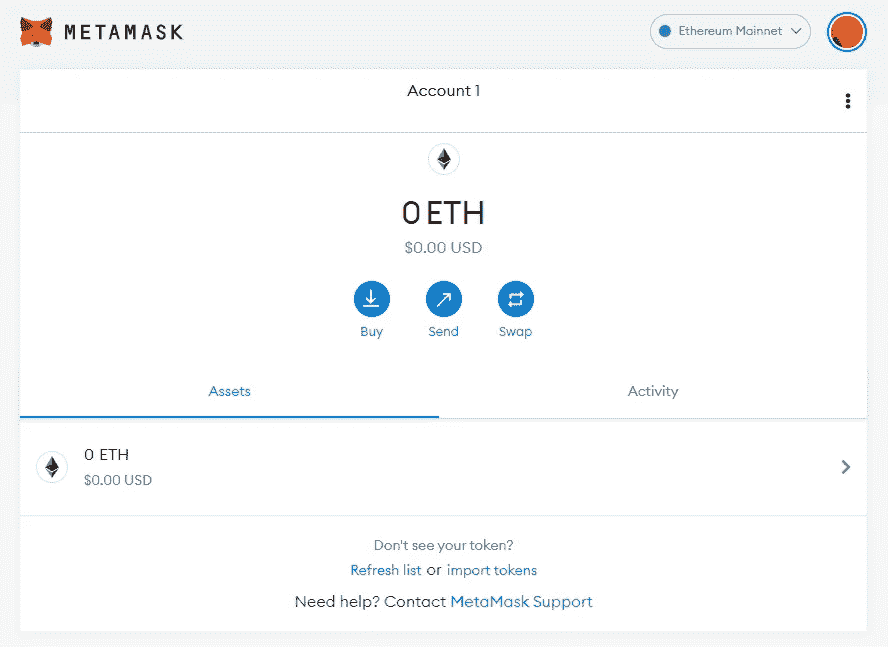 METAMASK
Ethereum Mainnet
Account 1
0 ETH
$0.00 USD
Buy
Send
Swap
Assets
Activity
0 ETH
$0.00 USD
Don't see your token?
Refresh list or import tokens
Need help? Contact MetaMask Support